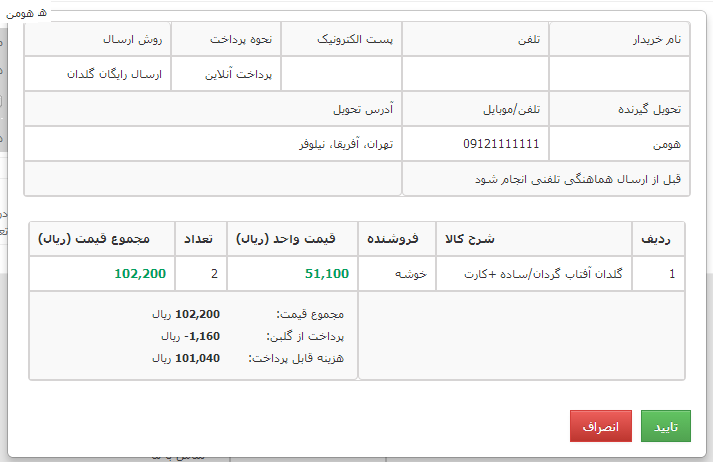 ه هومن
نام خریدار تلفن پست الکترونیک نحوه پرداخت روش ارسال
پرداخت آنلاین ارسال رایگان گلدان
تحویل گیرنده تلفن/موبایل آدرس تحویل
هومن 09121111111 تهران، آفریقا، نیلوفر
قبل از ارسال هماهنگی تلفنی انجام شود
ردیف شرح کالا فروشنده قیمت واحد (ریال) تعداد مجموع قیمت (ریال)
1 گلدان آفتاب گردان/ساده +کارت خوشه 51,100 2 102,200
مجموع قیمت: 102,200 ریال
پرداخت از گلبن: -1,160 ریال
هزینه قابل پرداخت: 101,040 ریال
تایید انصراف